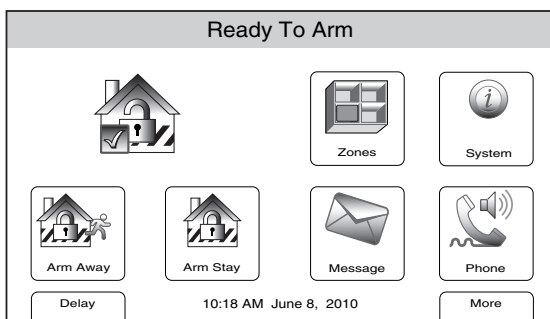 Ready To Arm
Zones
System
Arm Away
Arm Stay
Message
Phone
Delay
10:18 AM June 8, 2010
More